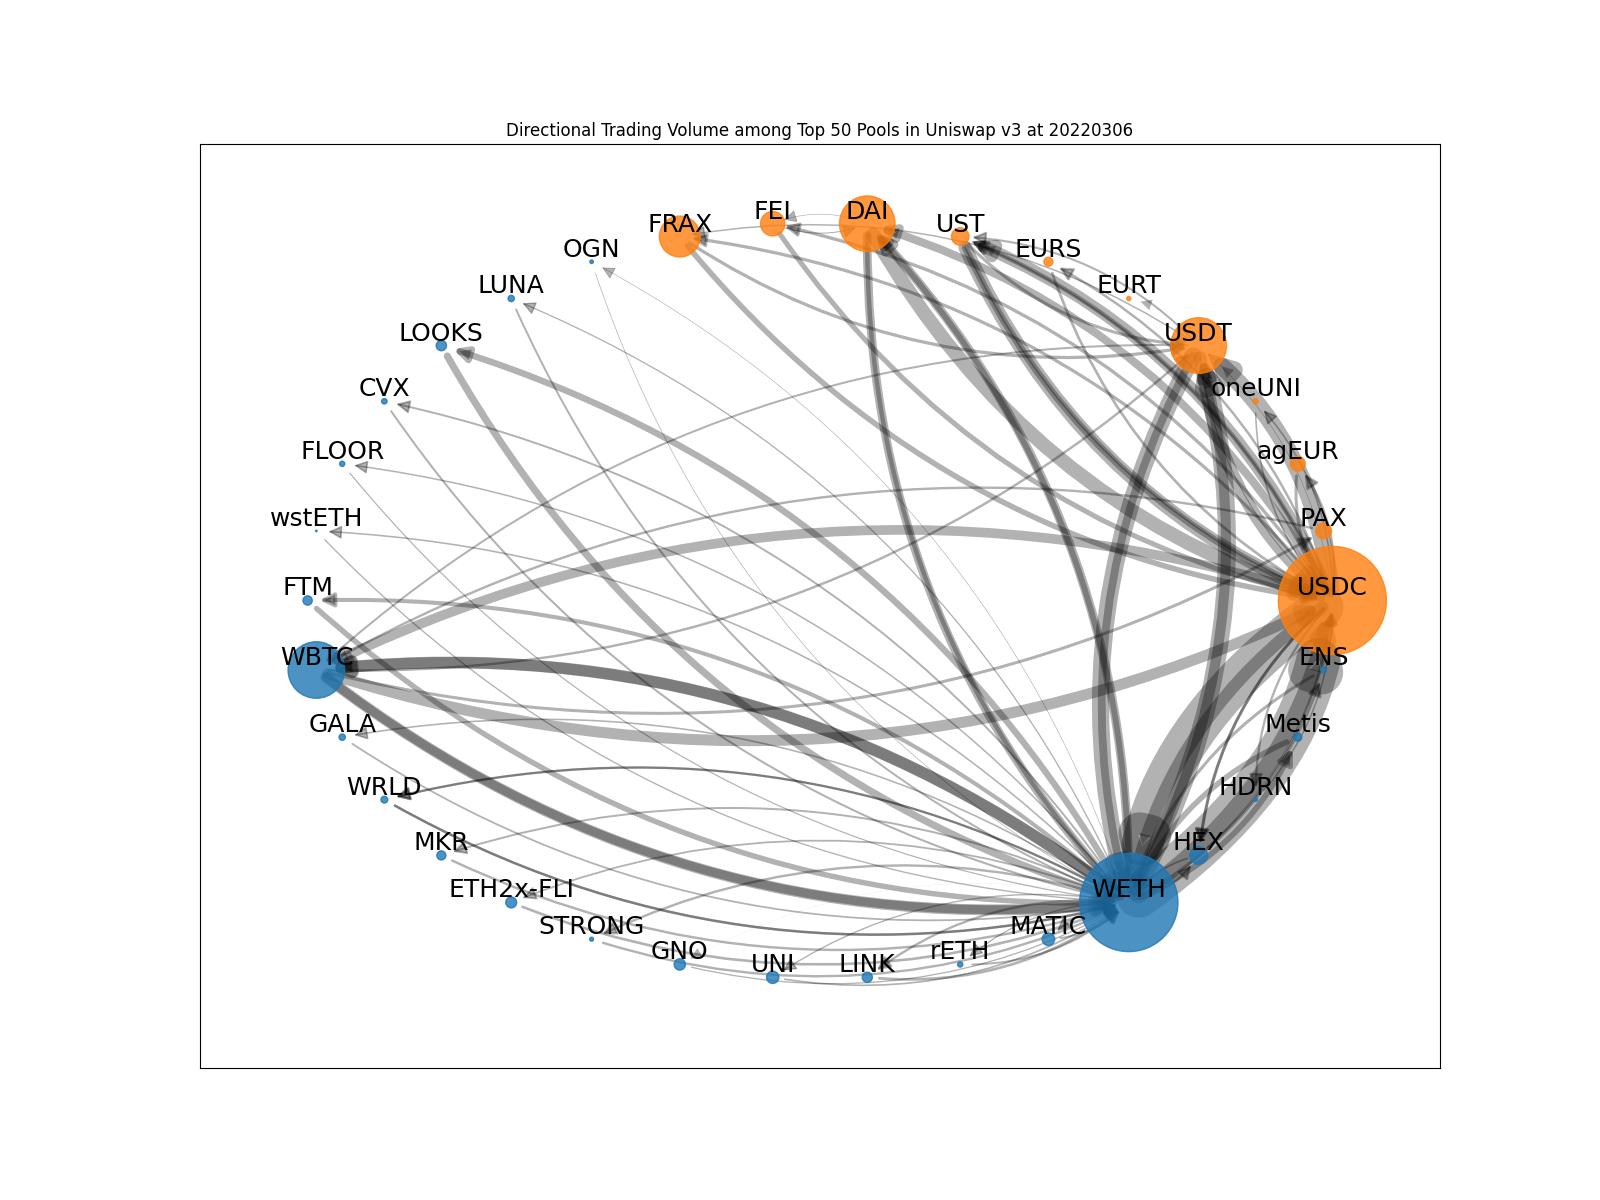 Directional Trading Volume among Top 50 Pools in Uniswap v3 at 20220306
FRAX
FEI
DAI
UST
OGN
EURS
LUNA
EURT
LOOKS
USDT
CVX
oneUNI
FLOOR
agEUR
wstETH
PAX
FTM
USDC
WBTC
ENS
GALA
Metis
WRLD
HDRN
MKR
HEX
ETH2x-FLI
WETH
STRONG
MATIC
GNO
UNI
LINK
rETH